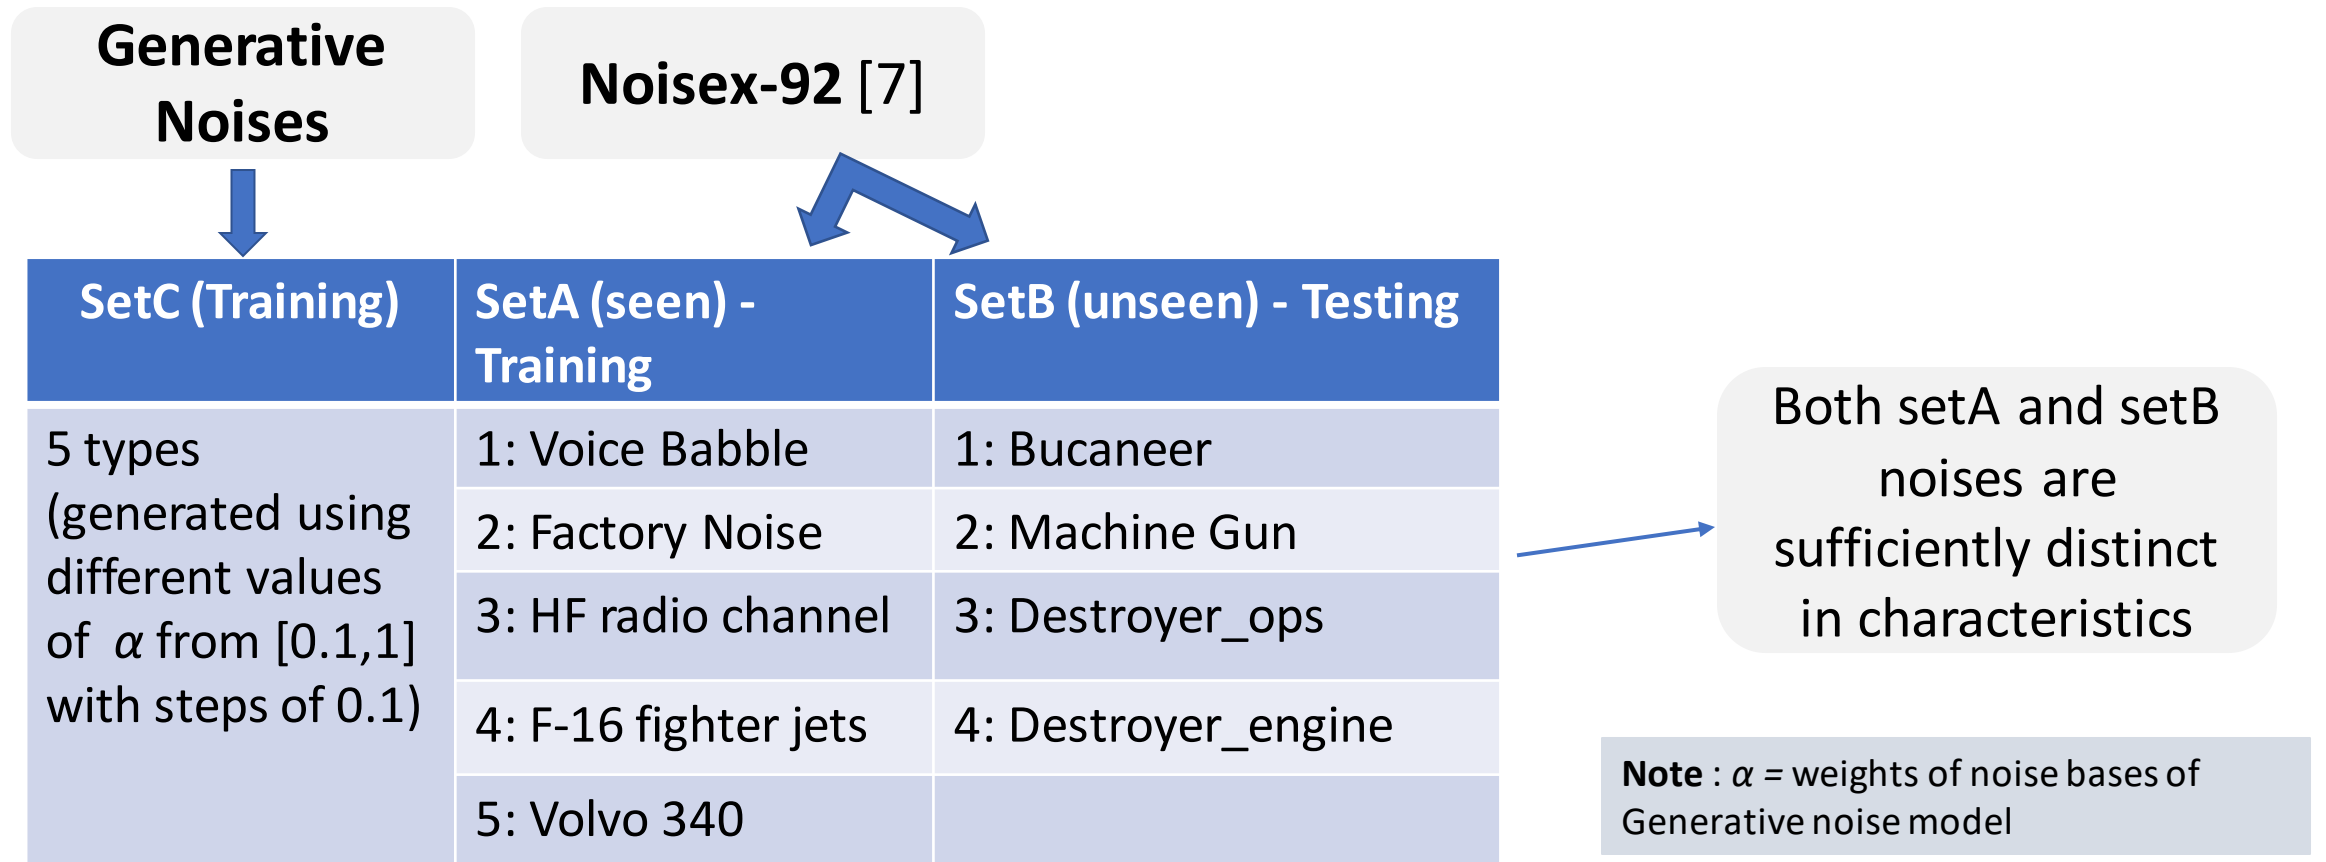 Generative
Noises
Noisex-92 [7]
SetC (Training)
SetA (seen) -
Training
SetB (unseen) - Testing
5 types
(generated using
different values
of α from [0.1,1]
with steps of 0.1)
1: Voice Babble
1: Bucaneer
2: Factory Noise
2: Machine Gun
3: HF radio channel
3: Destroyer_ops
4: F-16 fighter jets
4: Destroyer_engine
5: Volvo 340
Both setA and setB
noises are
sufficiently distinct
in characteristics
Note : α = weights of noise bases of
Generative noise model